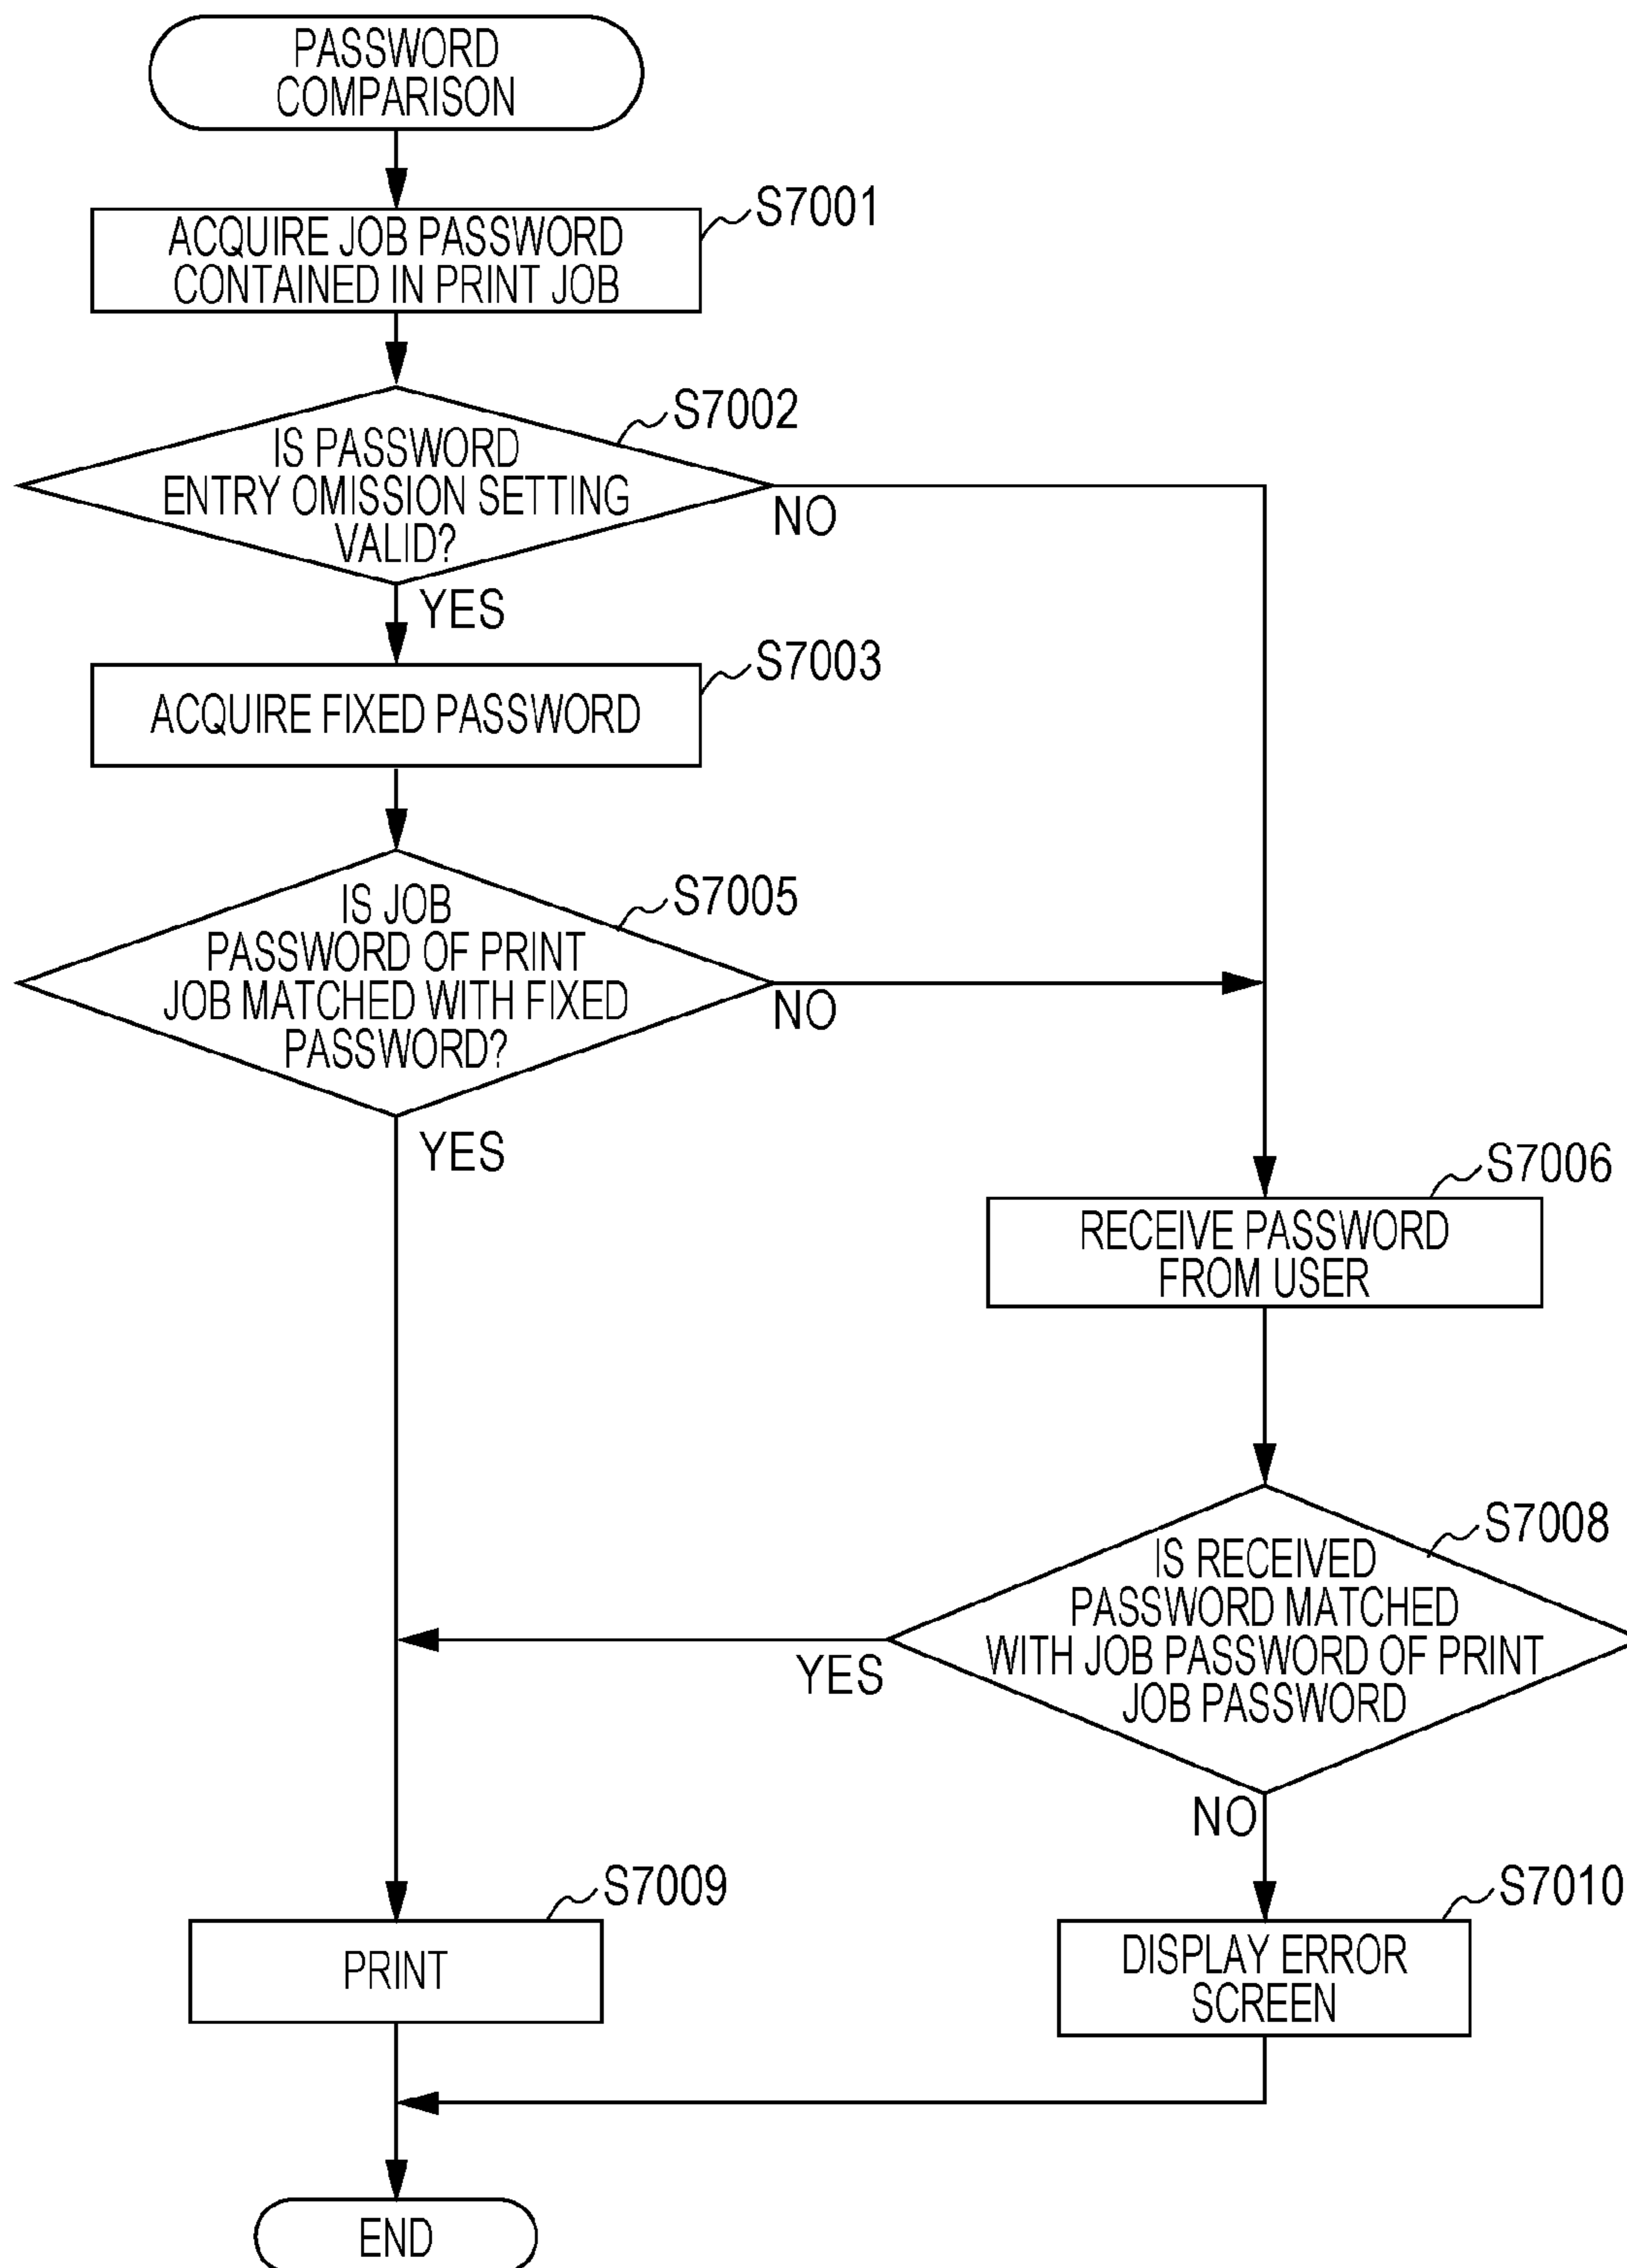 PASSWORD
COMPARISON
S7001
ACQUIRE JOB PASSWORD
CONTAINED IN PRINT JOB
S7002
IS PASSWORD
ENTRY OMISSION SETTING
VALID?
NO
YES
S7003
ACQUIRE FIXED PASSWORD
S7005
IS JOB
PASSWORD OF PRINT
JOB MATCHED WITH FIXED
PASSWORD?
NO
YES
S7006
RECEIVE PASSWORD
FROM USER
S7008
IS RECEIVED
PASSWORD MATCHED
WITH JOB PASSWORD OF PRINT
JOB PASSWORD
YES
NO
S7009
PRINT
S7010
DISPLAY ERROR
SCREEN
END